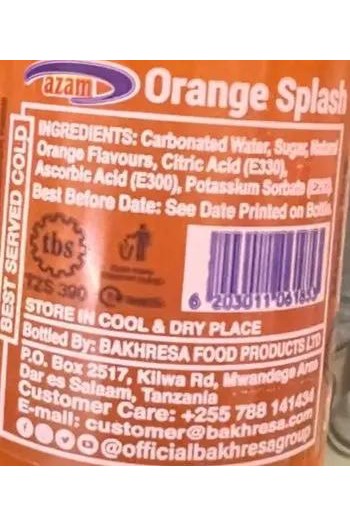 azam Orange Splash
BEST SERVED COLD
INGREDIENTS: Carbonated Water, Sugar, Natural
Orange Flavours, Citric Acid (E330),
Ascorbic Acid (E300), Potassium Sorbate
Best Before Date: See Date Printed on Bottle.
tbs
TZS 390
6 203011 061853
STORE IN COOL & DRY PLACE
Bottled By: BAKHRESA FOOD PRODUCTS LTD
P.O. Box 2517, Kilwa Rd, Mwandege Area
Dar es Salaam, Tanzania
Customer Care: +255 788 141434
E-mail: customer@bakhresa.com
@officialbakhresagroup